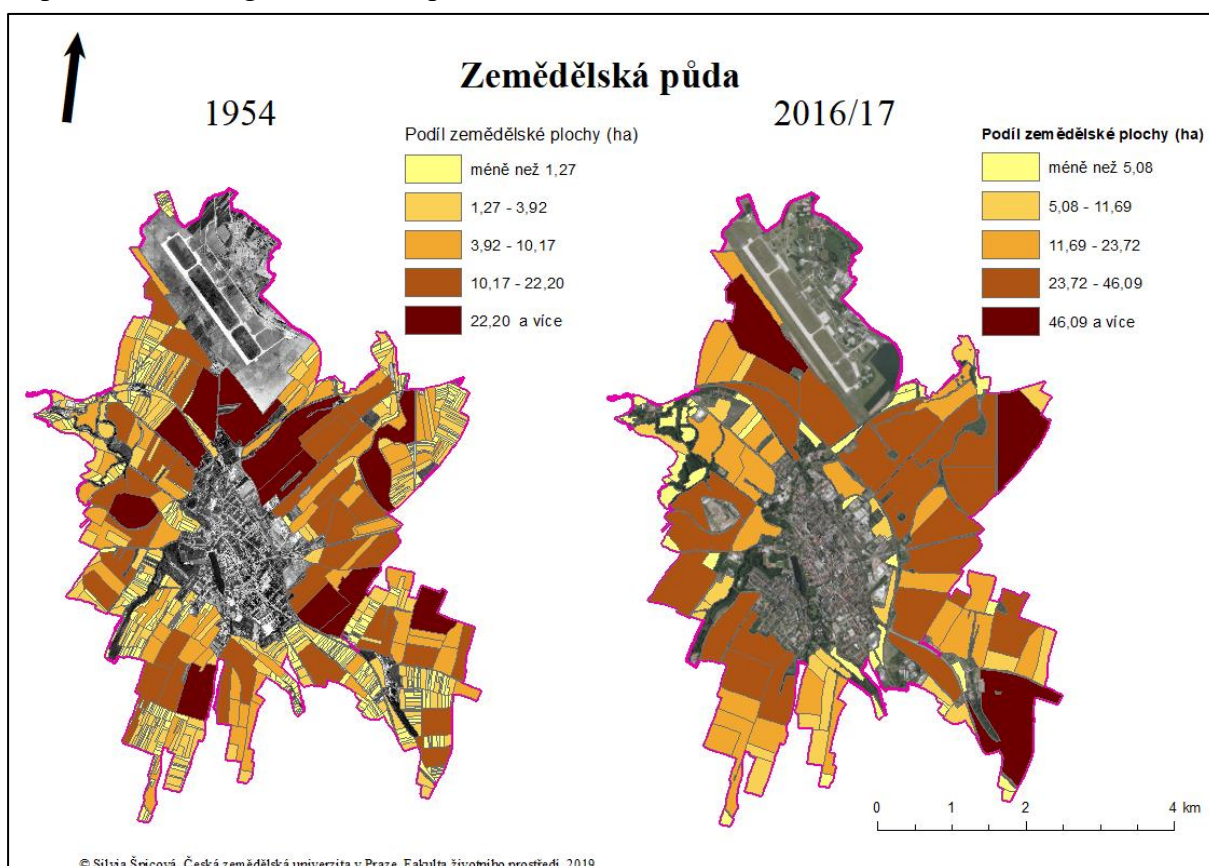 Zemědělská půda
1954
2016/17
Podíl zemědělské plochy (ha)
méně než 1,27
1,27 - 3,92
3,92 - 10,17
10,17 - 22,20
22,20 a více
Podíl zemědělské plochy (ha)
méně než 5,08
5,08 - 11,69
11,69 - 23,72
23,72 - 46,09
46,09 a více
0 1 2 4 km
© Silvia Špicová, Česká zemědělská univerzita v Praze, Fakulta životního prostředí, 2019